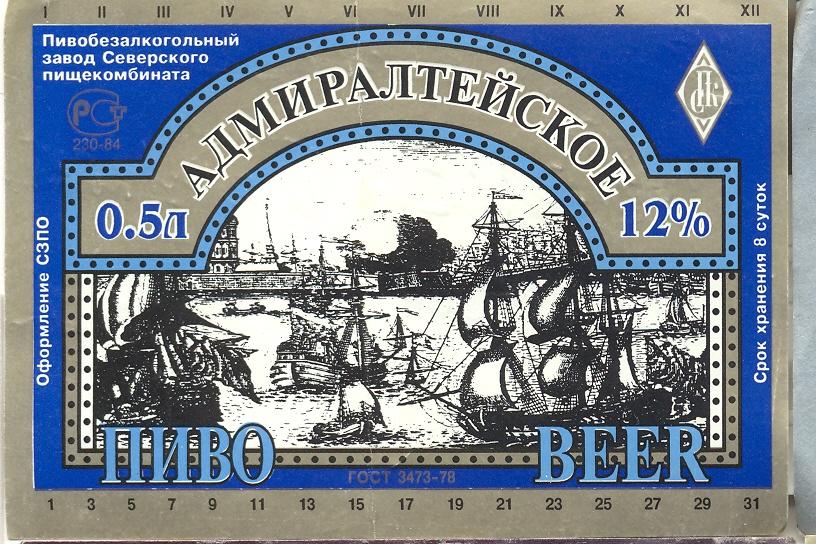 I II III IV V VI VII VIII IX X XI XII
Пивобезалкогольный
завод Северского
пищекомбината
РСТ
230-84
АДМИРАЛТЕЙСКОЕ
СПК
0.5л
12%
Оформление СЗПО
Срок хранения 8 суток
ПИВО
BEER
ГОСТ 3473-78
1 3 5 7 9 11 13 15 17 19 21 23 25 27 29 31